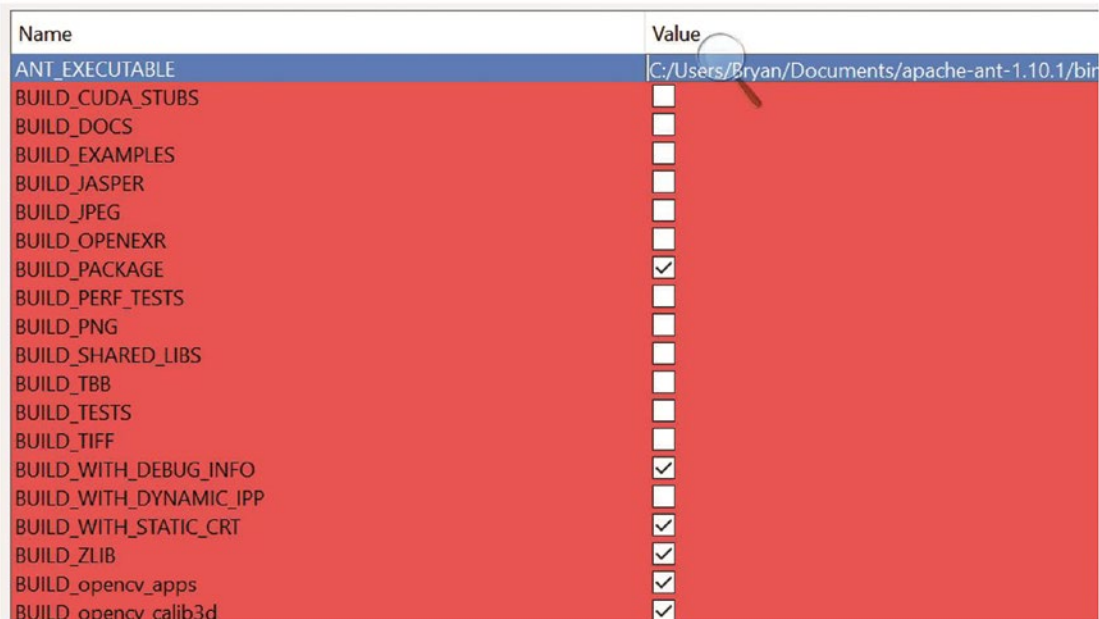 Name Value
ANT_EXECUTABLE C:/Users/Bryan/Documents/apache-ant-1.10.1/bin
BUILD_CUDA_STUBS
BUILD_DOCS
BUILD_EXAMPLES
BUILD_JASPER
BUILD_JPEG
BUILD_OPENEXR
BUILD_PACKAGE
BUILD_PERF_TESTS
BUILD_PNG
BUILD_SHARED_LIBS
BUILD_TBB
BUILD_TESTS
BUILD_TIFF
BUILD_WITH_DEBUG_INFO
BUILD_WITH_DYNAMIC_IPP
BUILD_WITH_STATIC_CRT
BUILD_ZLIB
BUILD_opencv_apps
BUILD_opencv_calib3d